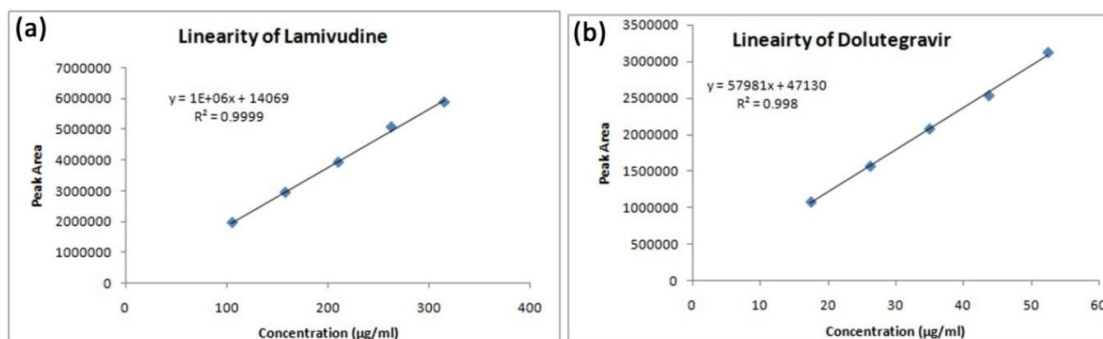 (a)
Linearity of Lamivudine
7000000
6000000
5000000
4000000
3000000
2000000
1000000
0
y = 1E+06x + 14069
R² = 0.9999
Peak Area
0 100 200 300 400
Concentration (µg/ml)
(b)
Lineairty of Dolutegravir
3500000
3000000
2500000
2000000
1500000
1000000
500000
0
y = 57981x + 47130
R² = 0.998
Peak Area
0 10 20 30 40 50 60
Concentration (µg/ml)